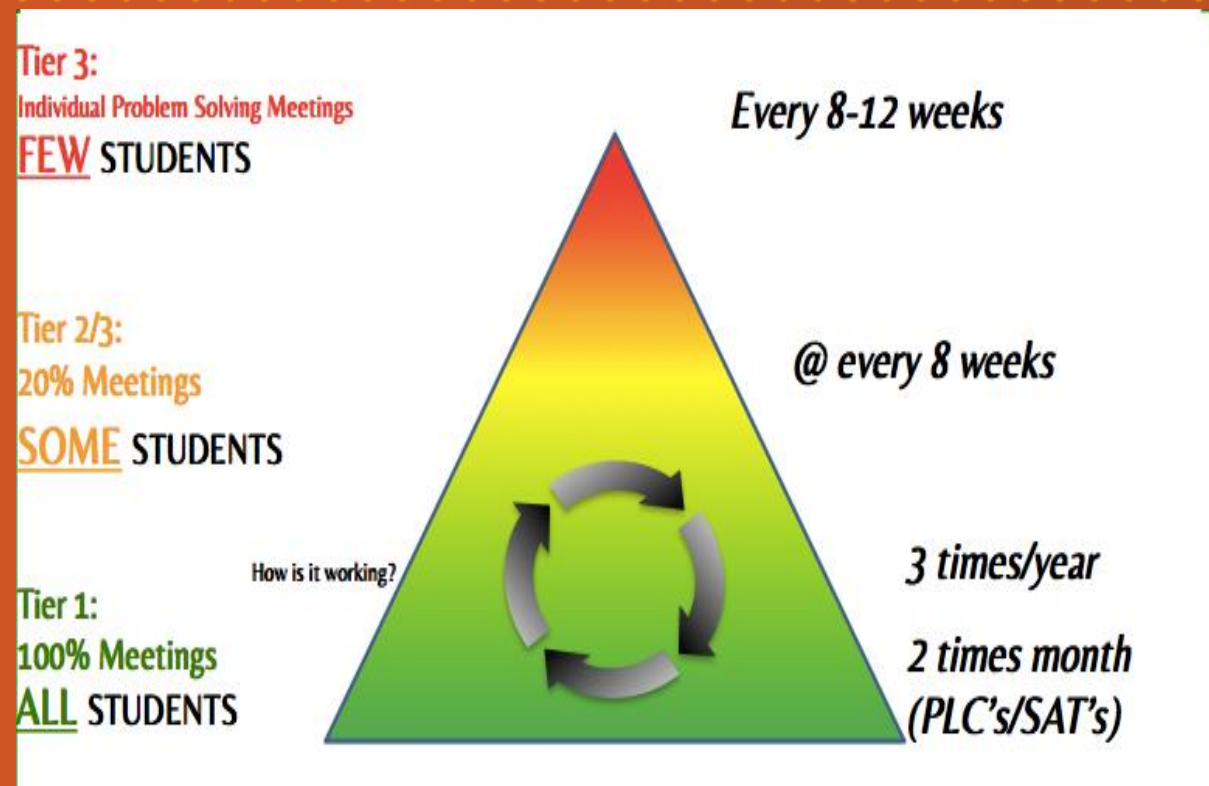 Tier 3:
Individual Problem Solving Meetings
FEW STUDENTS
Every 8-12 weeks
Tier 2/3:
20% Meetings
SOME STUDENTS
@ every 8 weeks
How is it working?
Tier 1:
100% Meetings
ALL STUDENTS
3 times/year
2 times month
(PLC's/SAT's)